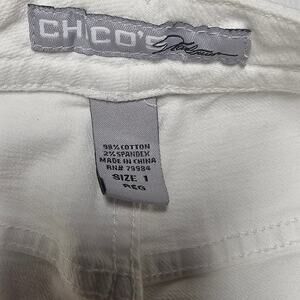 CHICO'S
98% COTTON
2% SPANDEX
MADE IN CHINA
RN# 79984
SIZE 1
REG